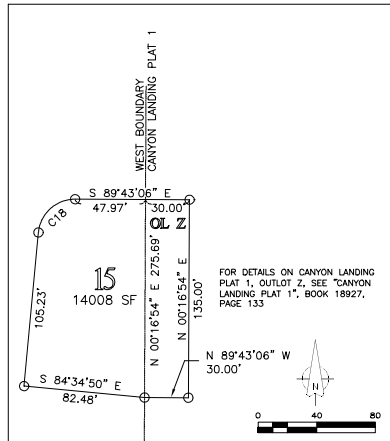 WEST BOUNDARY
CANYON LANDING PLAT 1
S 89°43'06" E
47.97'
30.00'
C18
OL Z
15
14008 SF
N 00°16'54" E 275.69'
N 00°16'54" E
135.00'
105.23'
FOR DETAILS ON CANYON LANDING
PLAT 1, OUTLOT Z, SEE "CANYON
LANDING PLAT 1", BOOK 18927,
PAGE 133
N 89°43'06" W
30.00'
S 84°34'50" E
82.48'
N
0 40 80